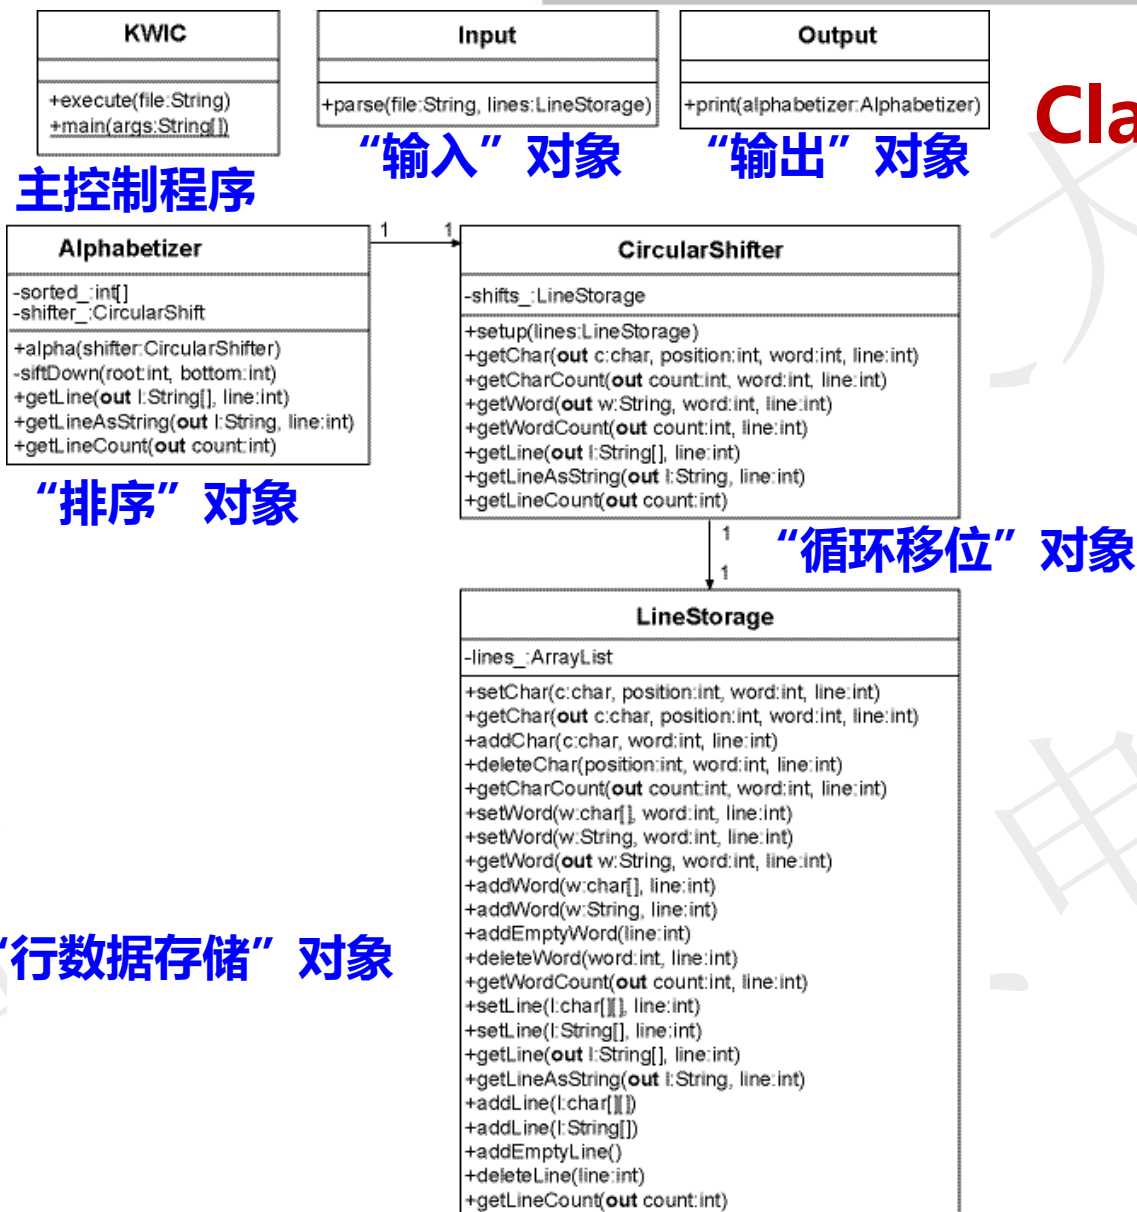 KWIC
+execute(file:String)
+main(args:String[])
主控制程序
Input
+parse(file:String, lines:LineStorage)
“输入”对象
Output
+print(alphabetizer:Alphabetizer)
“输出”对象
Cla
Alphabetizer
-sorted_:int[]
-shifter_:CircularShift
+alpha(shifter:CircularShifter)
-siftDown(root:int, bottom:int)
+getLine(out l:String[], line:int)
+getLineAsString(out l:String, line:int)
+getLineCount(out count:int)
“排序”对象
1
1
CircularShifter
-shifts_:LineStorage
+setup(lines:LineStorage)
+getChar(out c:char, position:int, word:int, line:int)
+getCharCount(out count:int, word:int, line:int)
+getWord(out w:String, word:int, line:int)
+getWordCount(out count:int, line:int)
+getLine(out l:String[], line:int)
+getLineAsString(out l:String, line:int)
+getLineCount(out count:int)
1
“循环移位”对象
1
LineStorage
-lines_:ArrayList
+setChar(c:char, position:int, word:int, line:int)
+getChar(out c:char, position:int, word:int, line:int)
+addChar(c:char, word:int, line:int)
+deleteChar(position:int, word:int, line:int)
+getCharCount(out count:int, word:int, line:int)
+setWord(w:char[], word:int, line:int)
+setWord(w:String, word:int, line:int)
+getWord(out w:String, word:int, line:int)
+addWord(w:char[], line:int)
+addWord(w:String, line:int)
+addEmptyWord(line:int)
+deleteWord(word:int, line:int)
+getWordCount(out count:int, line:int)
+setLine(l:char[][], line:int)
+setLine(l:String[], line:int)
+getLine(out l:String[], line:int)
+getLineAsString(out l:String, line:int)
+addLine(l:char[][])
+addLine(l:String[])
+addEmptyLine()
+deleteLine(line:int)
+getLineCount(out count:int)
“行数据存储”对象
大
电